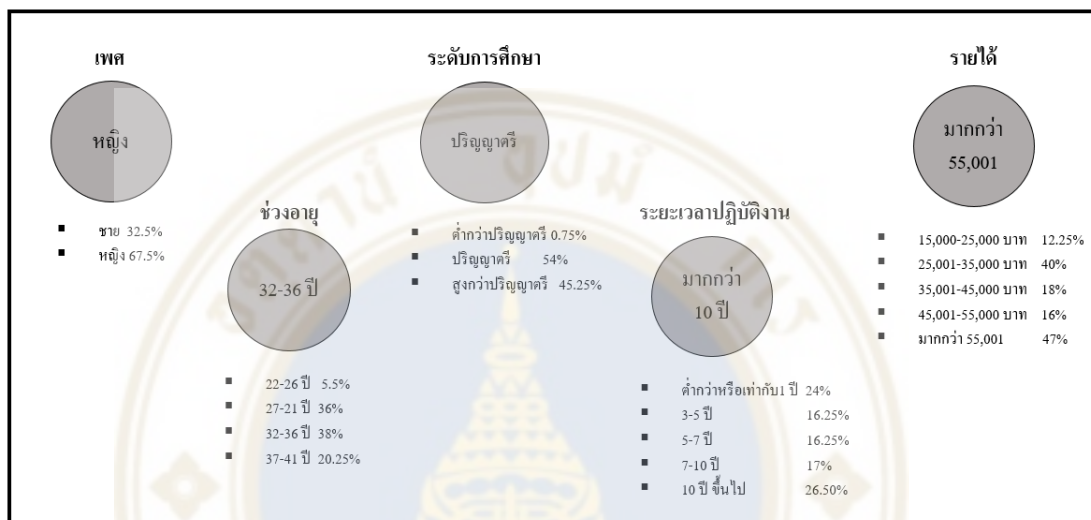 เพศ
หญิง
ชาย 32.5%
หญิง 67.5%
ช่วงอายุ
32-36 ปี
22-26 ปี 5.5%
27-21 ปี 36%
32-36 ปี 38%
37-41 ปี 20.25%
ระดับการศึกษา
ปริญญาตรี
ต่ำกว่าปริญญาตรี 0.75%
ปริญญาตรี 54%
สูงกว่าปริญญาตรี 45.25%
ระยะเวลาปฏิบัติงาน
มากกว่า
10 ปี
ต่ำกว่าหรือเท่ากับ1 ปี 24%
3-5 ปี 16.25%
5-7 ปี 16.25%
7-10 ปี 17%
10 ปี ขึ้นไป 26.50%
รายได้
มากกว่า
55,001
15,000-25,000 บาท 12.25%
25,001-35,000 บาท 40%
35,001-45,000 บาท 18%
45,001-55,000 บาท 16%
มากกว่า 55,001 47%